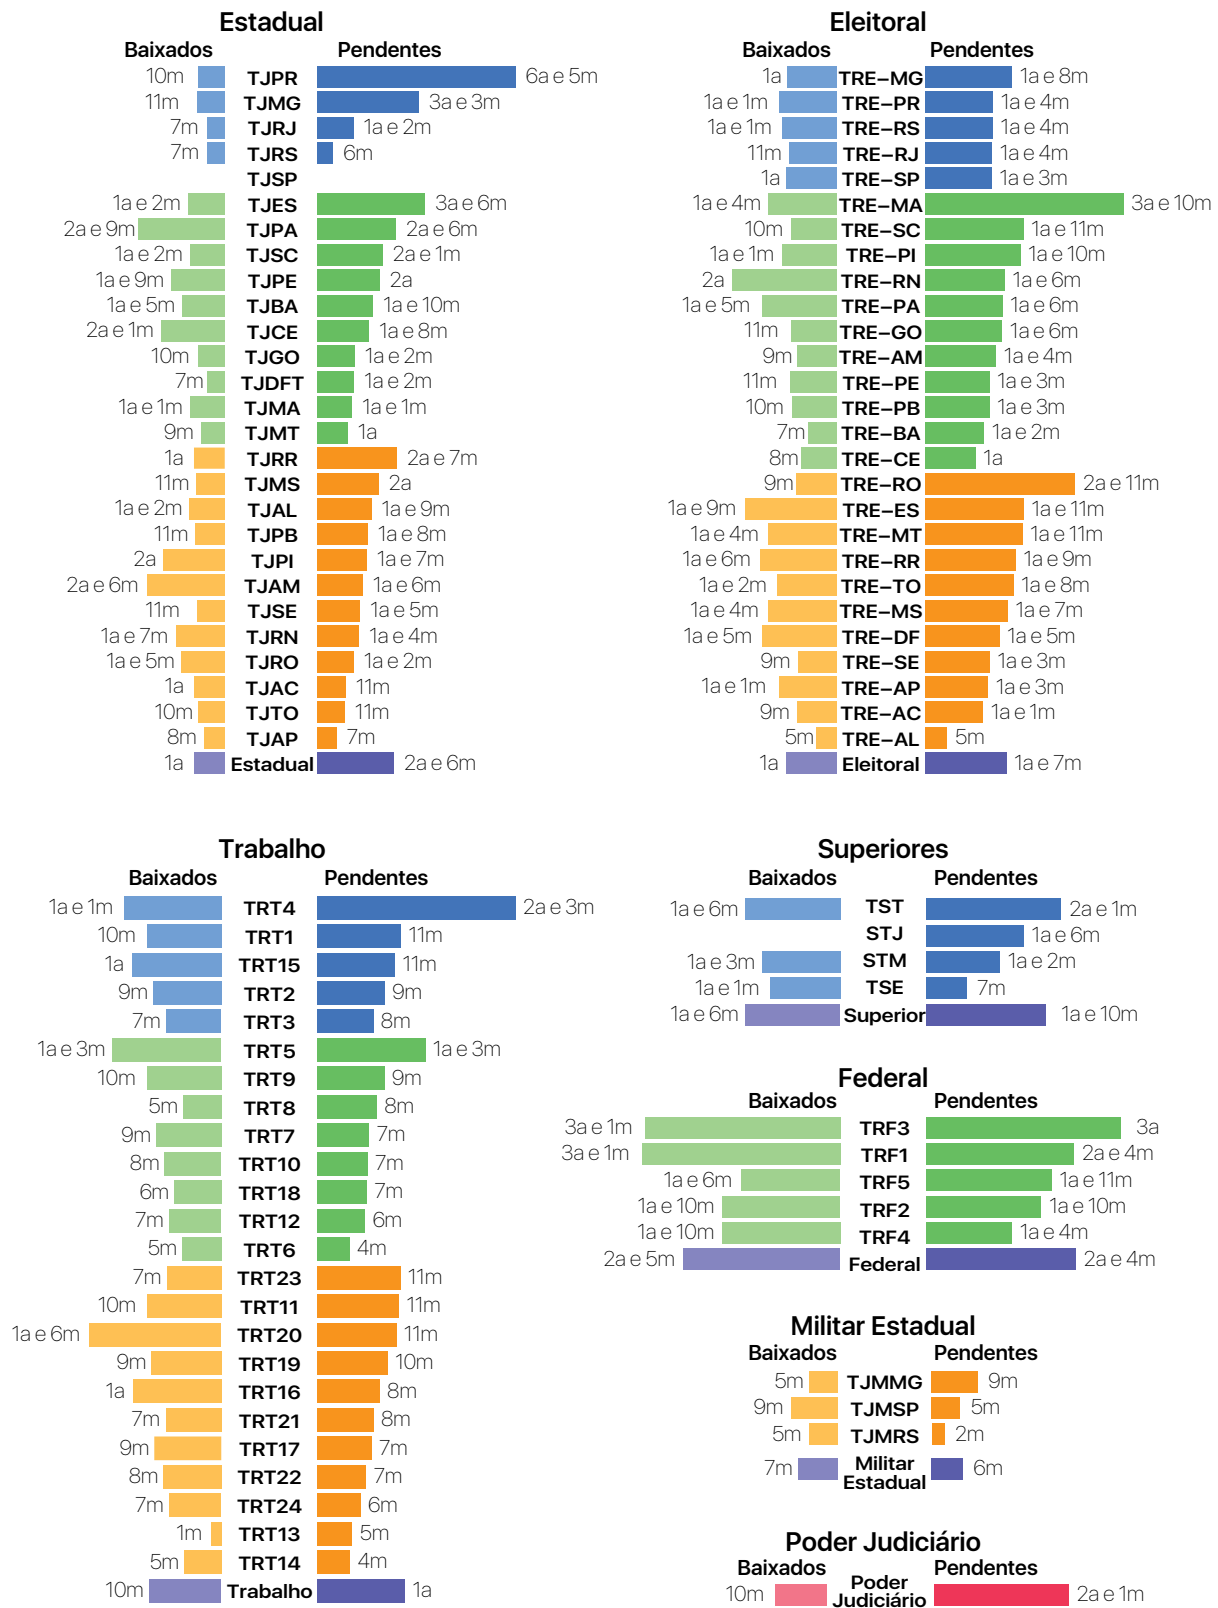 Estadual
Baixados Pendentes
10m TJPR 6a e 5m
11m TJMG 3a e 3m
7m TJRJ 1a e 2m
7m TJRS 6m
TJSP
1a e 2m TJES 3a e 6m
2a e 9m TJPA 2a e 6m
1a e 2m TJSC 2a e 1m
1a e 9m TJPE 2a
1a e 5m TJBA 1a e 10m
2a e 1m TJCE 1a e 8m
10m TJGO 1a e 2m
7m TJDFT 1a e 2m
1a e 1m TJMA 1a e 1m
9m TJMT 1a
1a TJRR 2a e 7m
11m TJMS 2a
1a e 2m TJAL 1a e 9m
11m TJPB 1a e 8m
2a TJPI 1a e 7m
2a e 6m TJAM 1a e 6m
11m TJSE 1a e 5m
1a e 7m TJRN 1a e 4m
1a e 5m TJRO 1a e 2m
1a TJAC 11m
10m TJTO 11m
8m TJAP 7m
1a Estadual 2a e 6m
Eleitoral
Baixados Pendentes
1a TRE–MG 1a e 8m
1a e 1m TRE–PR 1a e 4m
1a e 1m TRE–RS 1a e 4m
11m TRE–RJ 1a e 4m
1a TRE–SP 1a e 3m
1a e 4m TRE–MA 3a e 10m
10m TRE–SC 1a e 11m
1a e 1m TRE–PI 1a e 10m
2a TRE–RN 1a e 6m
1a e 5m TRE–PA 1a e 6m
11m TRE–GO 1a e 6m
9m TRE–AM 1a e 4m
11m TRE–PE 1a e 3m
10m TRE–PB 1a e 3m
7m TRE–BA 1a e 2m
8m TRE–CE 1a
9m TRE–RO 2a e 11m
1a e 9m TRE–ES 1a e 11m
1a e 4m TRE–MT 1a e 11m
1a e 6m TRE–RR 1a e 9m
1a e 2m TRE–TO 1a e 8m
1a e 4m TRE–MS 1a e 7m
1a e 5m TRE–DF 1a e 5m
9m TRE–SE 1a e 3m
1a e 1m TRE–AP 1a e 3m
9m TRE–AC 1a e 1m
5m TRE–AL 5m
1a Eleitoral 1a e 7m
Trabalho
Baixados Pendentes
1a e 1m TRT4 2a e 3m
10m TRT1 11m
1a TRT15 11m
9m TRT2 9m
7m TRT3 8m
1a e 3m TRT5 1a e 3m
10m TRT9 9m
5m TRT8 8m
9m TRT7 7m
8m TRT10 7m
6m TRT18 7m
7m TRT12 6m
5m TRT6 4m
7m TRT23 11m
10m TRT11 11m
1a e 6m TRT20 11m
9m TRT19 10m
1a TRT16 8m
7m TRT21 8m
9m TRT17 7m
8m TRT22 7m
7m TRT24 6m
1m TRT13 5m
5m TRT14 4m
10m Trabalho 1a
Superiores
Baixados Pendentes
1a e 6m TST 2a e 1m
STJ 1a e 6m
1a e 3m STM 1a e 2m
1a e 1m TSE 7m
1a e 6m Superior 1a e 10m
Federal
Baixados Pendentes
3a e 1m TRF3 3a
3a e 1m TRF1 2a e 4m
1a e 6m TRF5 1a e 11m
1a e 10m TRF2 1a e 10m
1a e 10m TRF4 1a e 4m
2a e 5m Federal 2a e 4m
Militar Estadual
Baixados Pendentes
5m TJMMG 9m
9m TJMSP 5m
5m TJMRS 2m
7m Militar 6m
Estadual
Poder Judiciário
Baixados Pendentes
10m Poder 2a e 1m
Judiciário